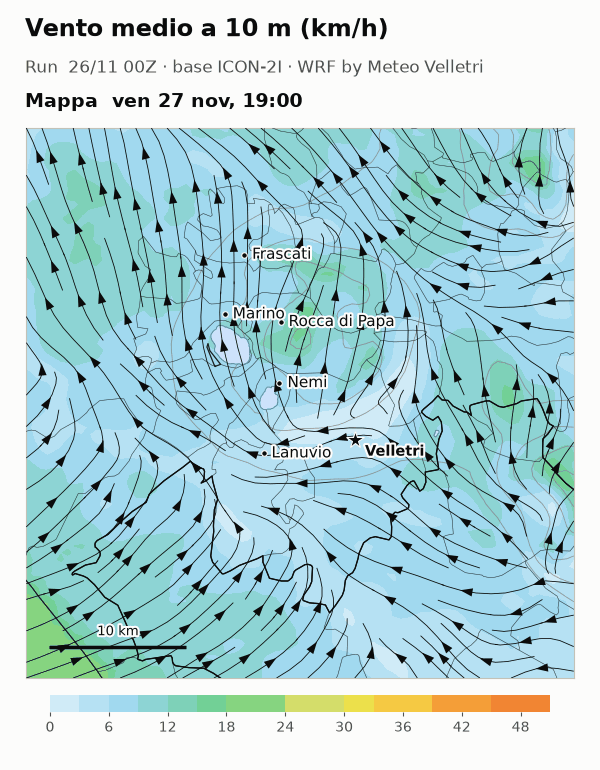 Vento medio a 10 m (km/h)
Run 26/11 00Z · base ICON-2I · WRF by Meteo Velletri
Mappa ven 27 nov, 19:00
Frascati
Marino
Rocca di Papa
Nemi
Velletri
Lanuvio
10 km
0 6 12 18 24 30 36 42 48